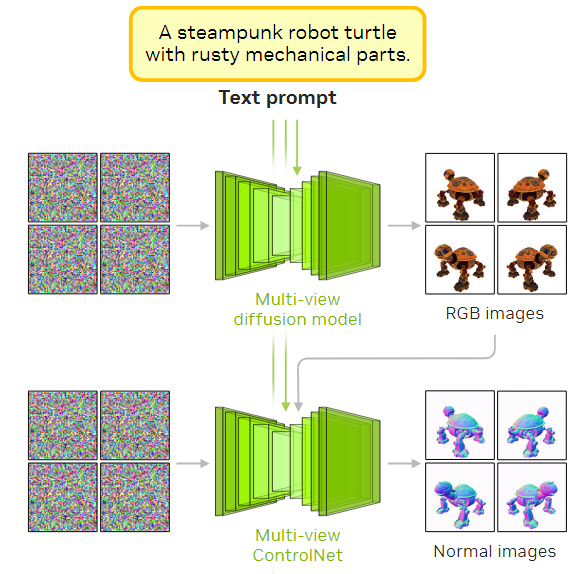 A steampunk robot turtle
with rusty mechanical parts.
Text prompt
Multi-view
diffusion model
RGB images
Multi-view
ControlNet
Normal images